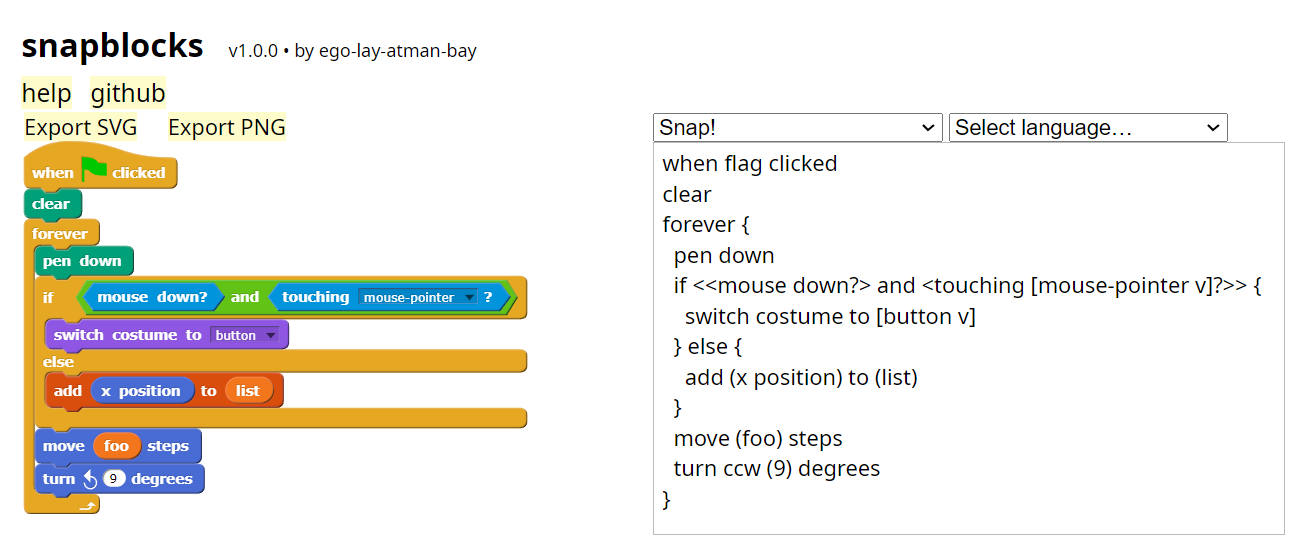 snapblocks v1.0.0 • by ego-lay-atman-bay
help github
Export SVG Export PNG
when clicked
clear
forever
pen down
if mouse down? and touching mouse-pointer ?
switch costume to button
else
add x position to list
move foo steps
turn 9 degrees
Snap! Select language…
when flag clicked
clear
forever {
pen down
if <<mouse down?> and <touching [mouse-pointer v]?>> {
switch costume to [button v]
} else {
add (x position) to (list)
}
move (foo) steps
turn ccw (9) degrees
}